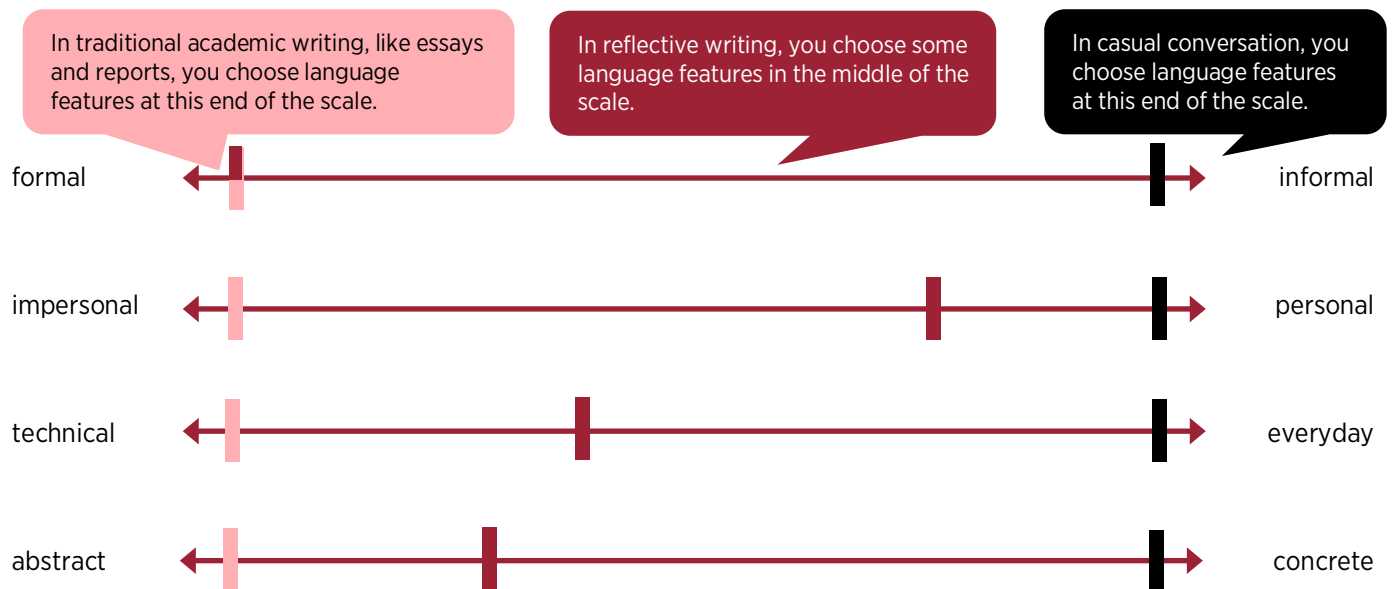 In traditional academic writing, like essays
and reports, you choose language
features at this end of the scale.
In reflective writing, you choose some
language features in the middle of the
scale.
In casual conversation, you
choose language features
at this end of the scale.
formal
informal
impersonal
personal
technical
everyday
abstract
concrete